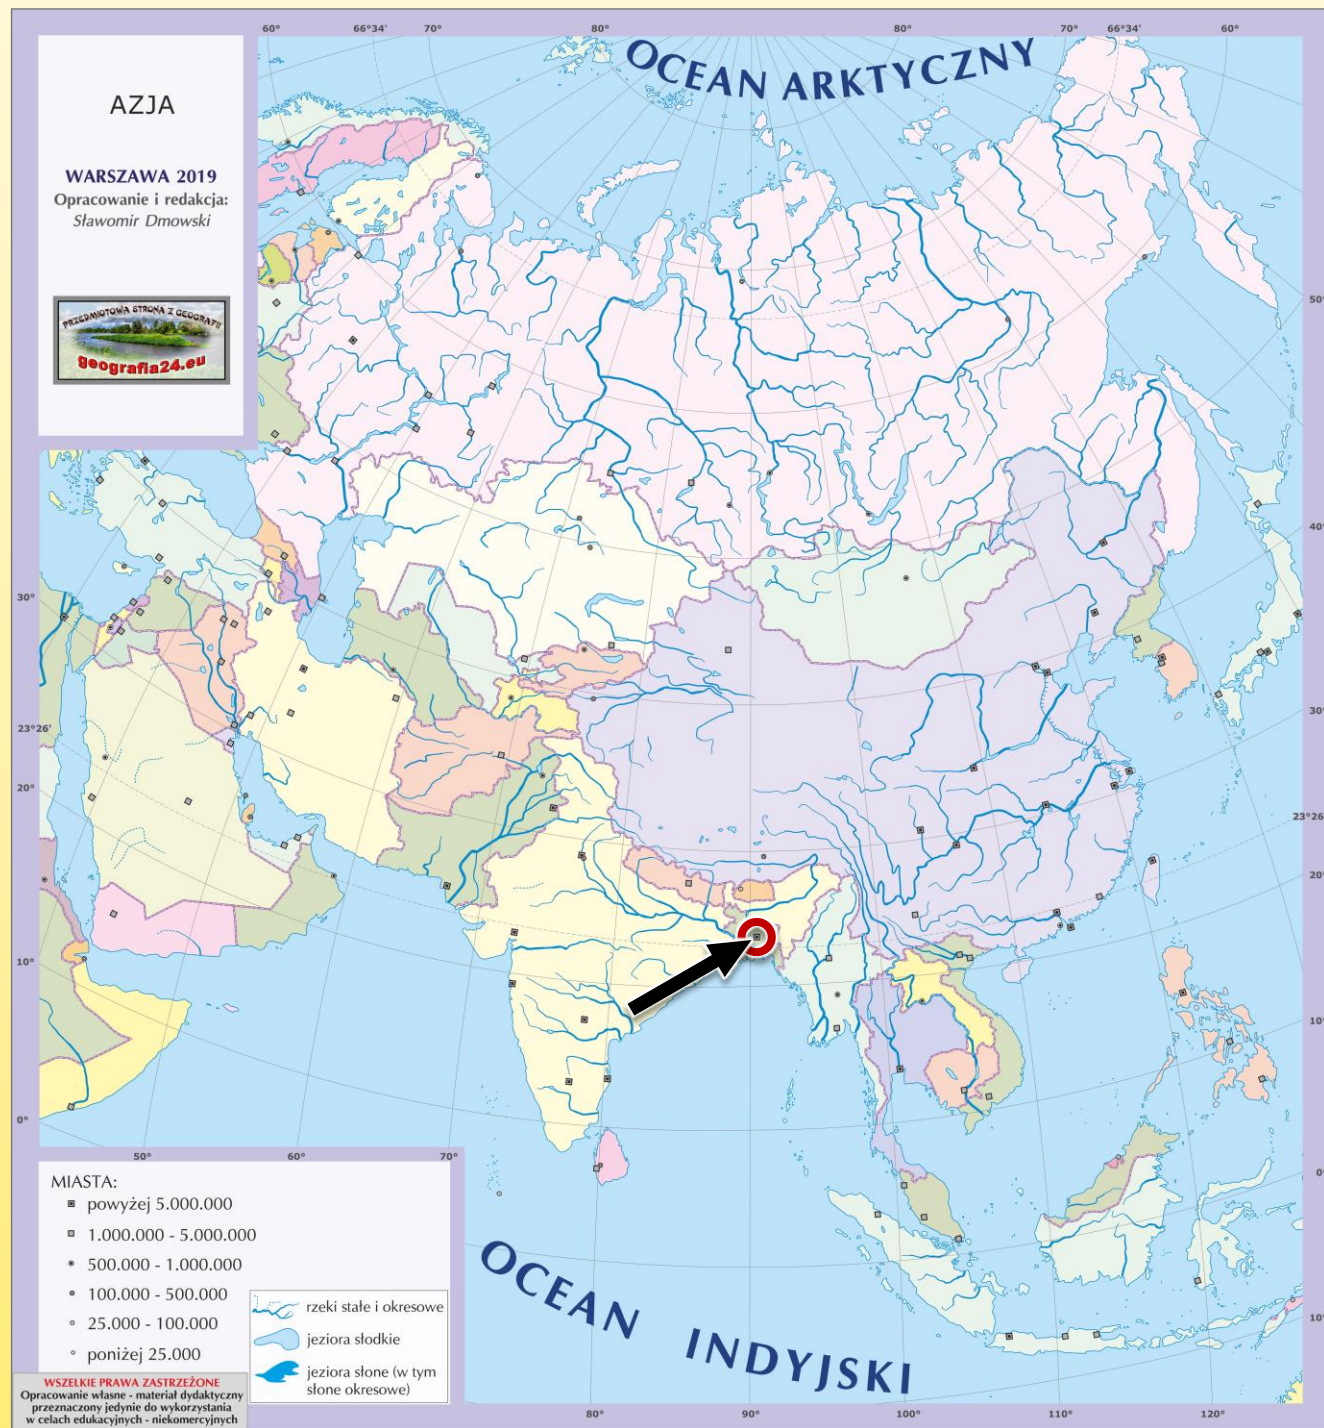 60°
66°34'
70°
80°
80°
70°
66°34'
60°
OCEAN ARKTYCZNY
AZJA
WARSZAWA 2019
Opracowanie i redakcja:
Sławomir Dmowski
PRZEDMIOTOWA STRONA Z GEOGRAFII
geografia24.eu
50°
40°
30°
30°
23°26'
20°
23°26'
20°
10°
10°
0°
0°
10°
50°
60°
70°
MIASTA:
powyżej 5.000.000
1.000.000 - 5.000.000
500.000 - 1.000.000
100.000 - 500.000
25.000 - 100.000
poniżej 25.000
rzeki stałe i okresowe
jeziora słodkie
jeziora słone (w tym
słone okresowe)
OCEAN INDYJSKI
WSZELKIE PRAWA ZASTRZEŻONE
Opracowanie własne - materiał dydaktyczny
przeznaczony jedynie do wykorzystania
w celach edukacyjnych - niekomercyjnych
80°
90°
100°
110°
120°